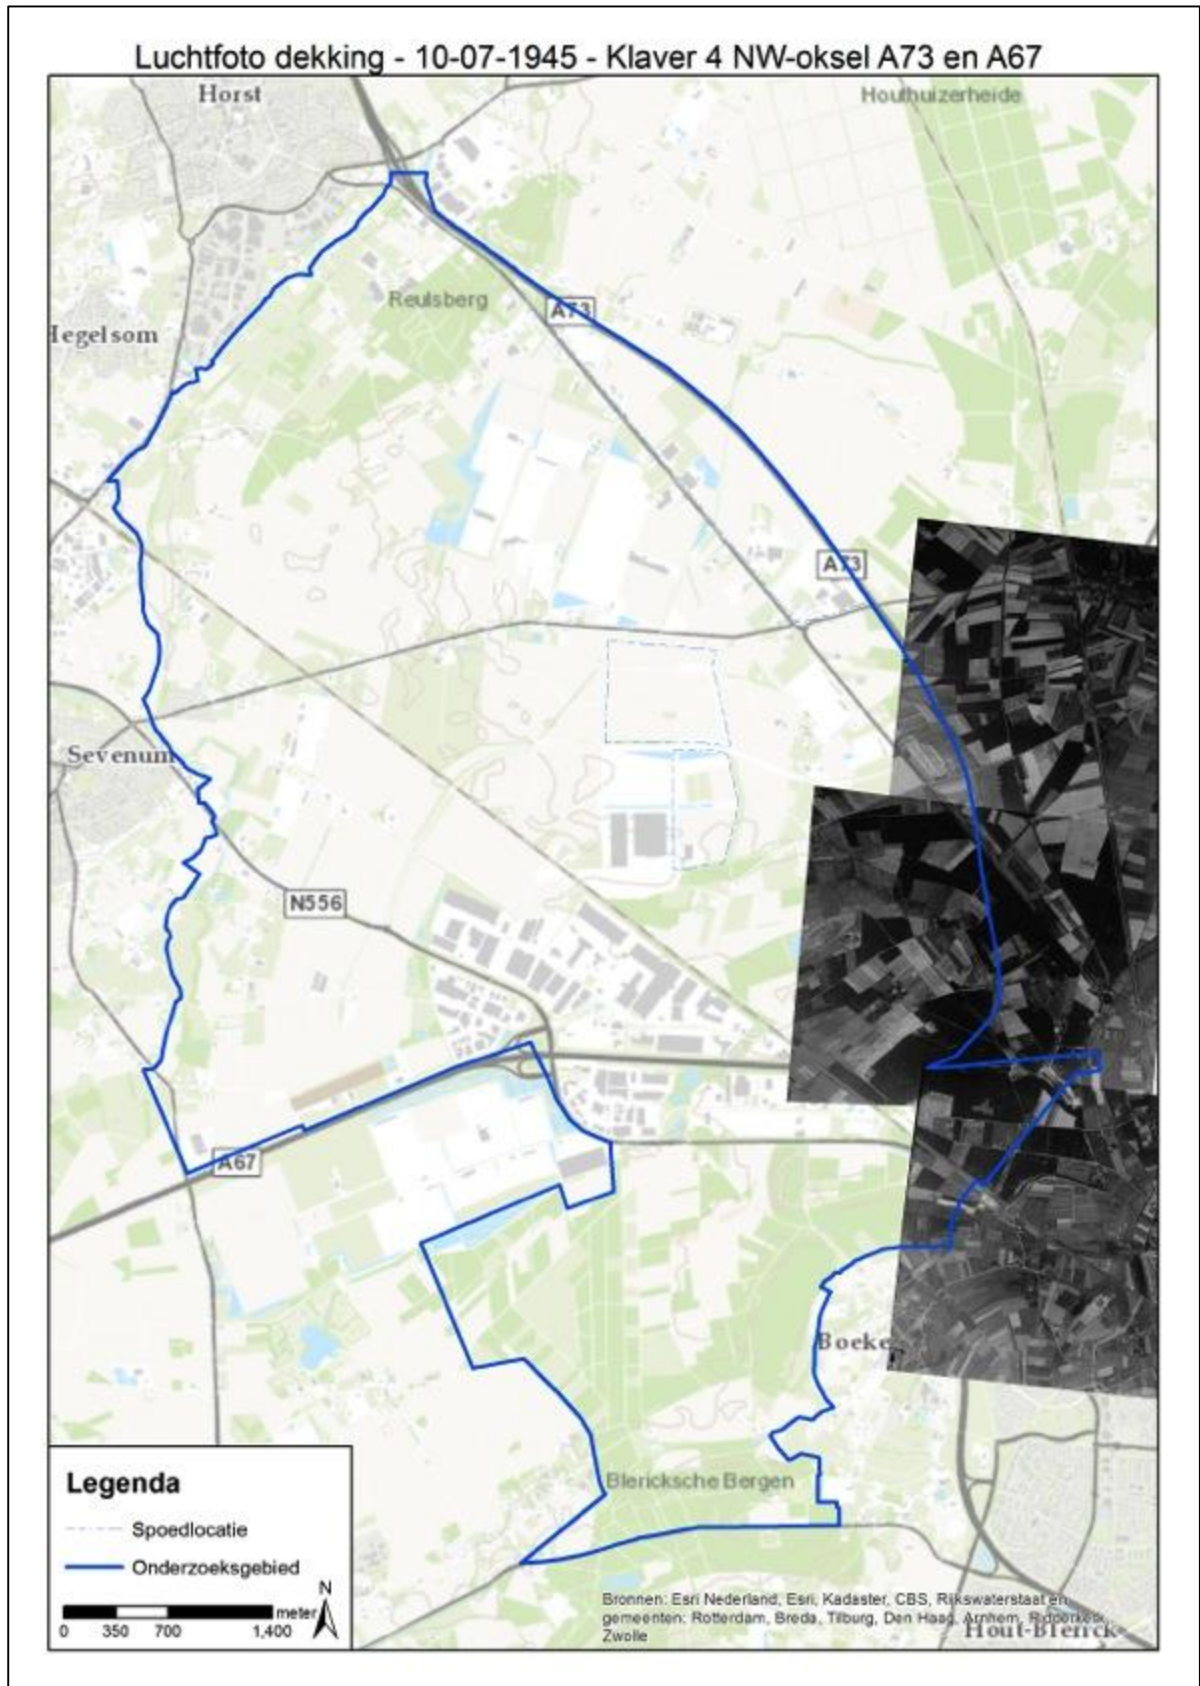 Luchtfoto dekking - 10-07-1945 - Klaver 4 NW-oksel A73 en A67
Horst
Houthuizerheide
Reulsberg
A73
Hegelsom
A73
Sevenum
N556
A67
Boeke
Blericksche Bergen
Legenda
Spoedlocatie
Onderzoeksgebied
N
meter
0 350 700 1,400
Bronnen: Esri Nederland, Esri, Kadaster, CBS, Rijkswaterstaat en
gemeenten: Rotterdam, Breda, Tilburg, Den Haag, Arnhem, Ridderkerk,
Zwolle
Hout-Blerick